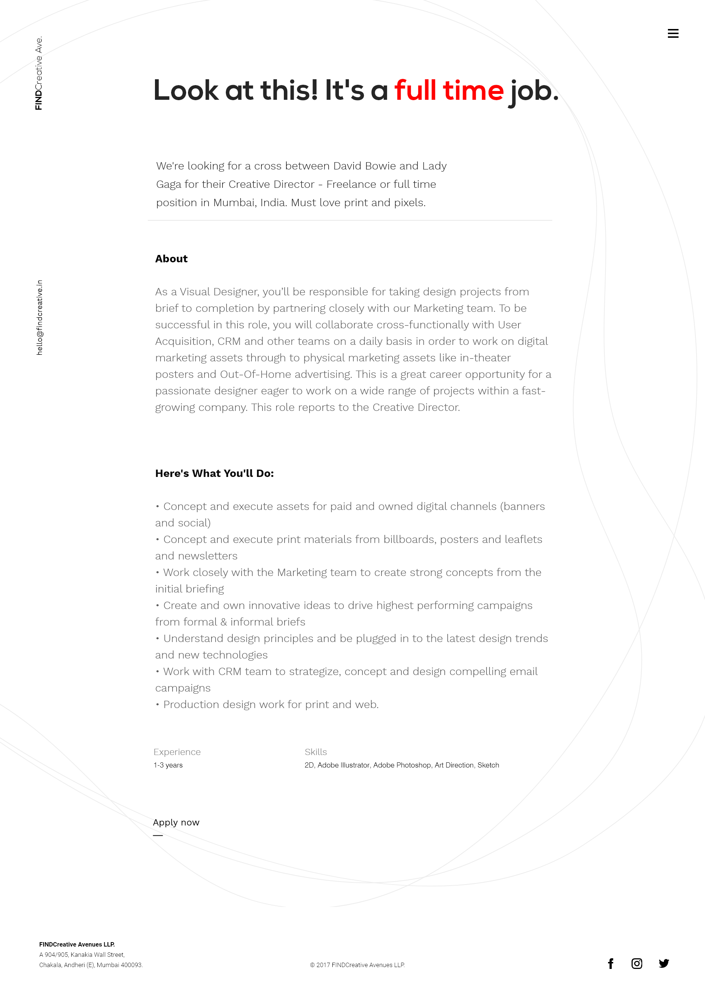 FINDCreative Ave.
Look at this! It's a full time job.
We're looking for a cross between David Bowie and Lady
Gaga for their Creative Director - Freelance or full time
position in Mumbai, India. Must love print and pixels.
hello@findcreative.in
About
As a Visual Designer, you’ll be responsible for taking design projects from
brief to completion by partnering closely with our Marketing team. To be
successful in this role, you will collaborate cross-functionally with User
Acquisition, CRM and other teams on a daily basis in order to work on digital
marketing assets through to physical marketing assets like in-theater
posters and Out-Of-Home advertising. This is a great career opportunity for a
passionate designer eager to work on a wide range of projects within a fast-
growing company. This role reports to the Creative Director.
Here's What You'll Do:
• Concept and execute assets for paid and owned digital channels (banners
and social)
• Concept and execute print materials from billboards, posters and leaflets
and newsletters
• Work closely with the Marketing team to create strong concepts from the
initial briefing
• Create and own innovative ideas to drive highest performing campaigns
from formal & informal briefs
• Understand design principles and be plugged in to the latest design trends
and new technologies
• Work with CRM team to strategize, concept and design compelling email
campaigns
• Production design work for print and web.
Experience
1-3 years
Skills
2D, Adobe Illustrator, Adobe Photoshop, Art Direction, Sketch
Apply now
FINDCreative Avenues LLP.
A 904/905, Kanakia Wall Street,
Chakala, Andheri (E), Mumbai 400093.
© 2017 FINDCreative Avenues LLP.